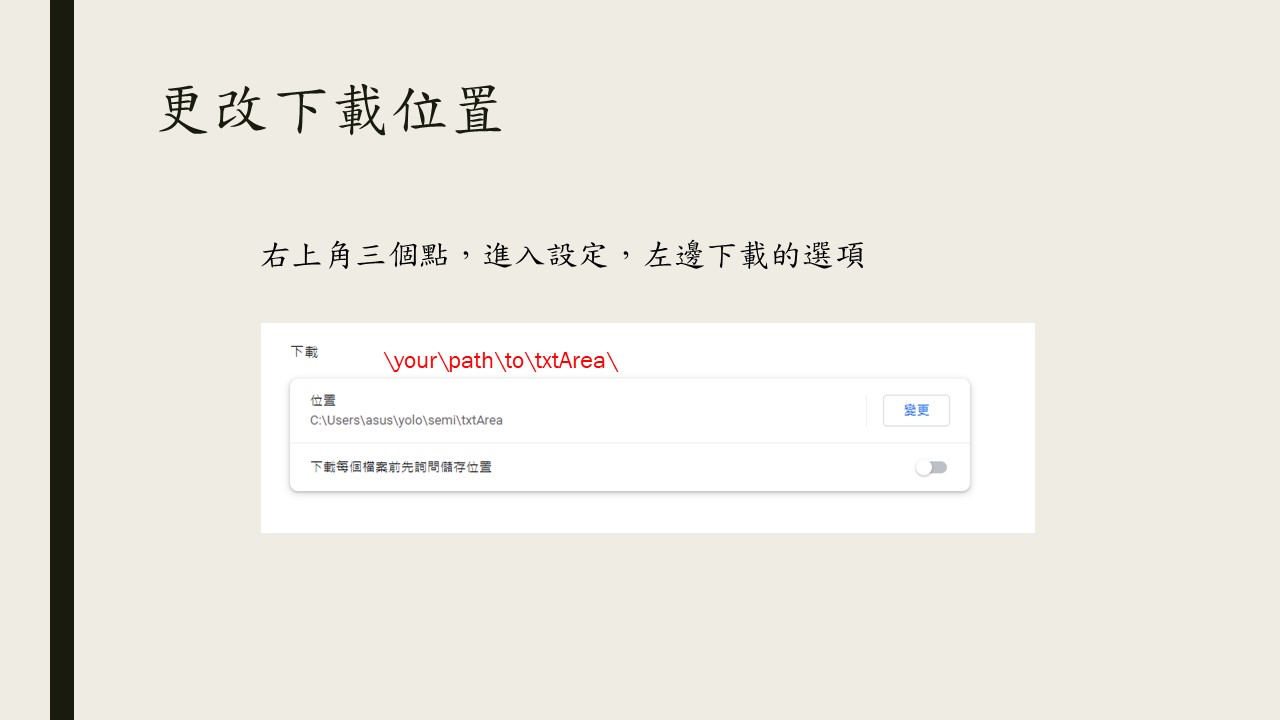 更改下載位置
右上角三個點，進入設定，左邊下載的選項
下載
\your\path\to\txtArea\
位置
C:\Users\asus\yolo\semi\txtArea
變更
下載每個檔案前先詢問儲存位置